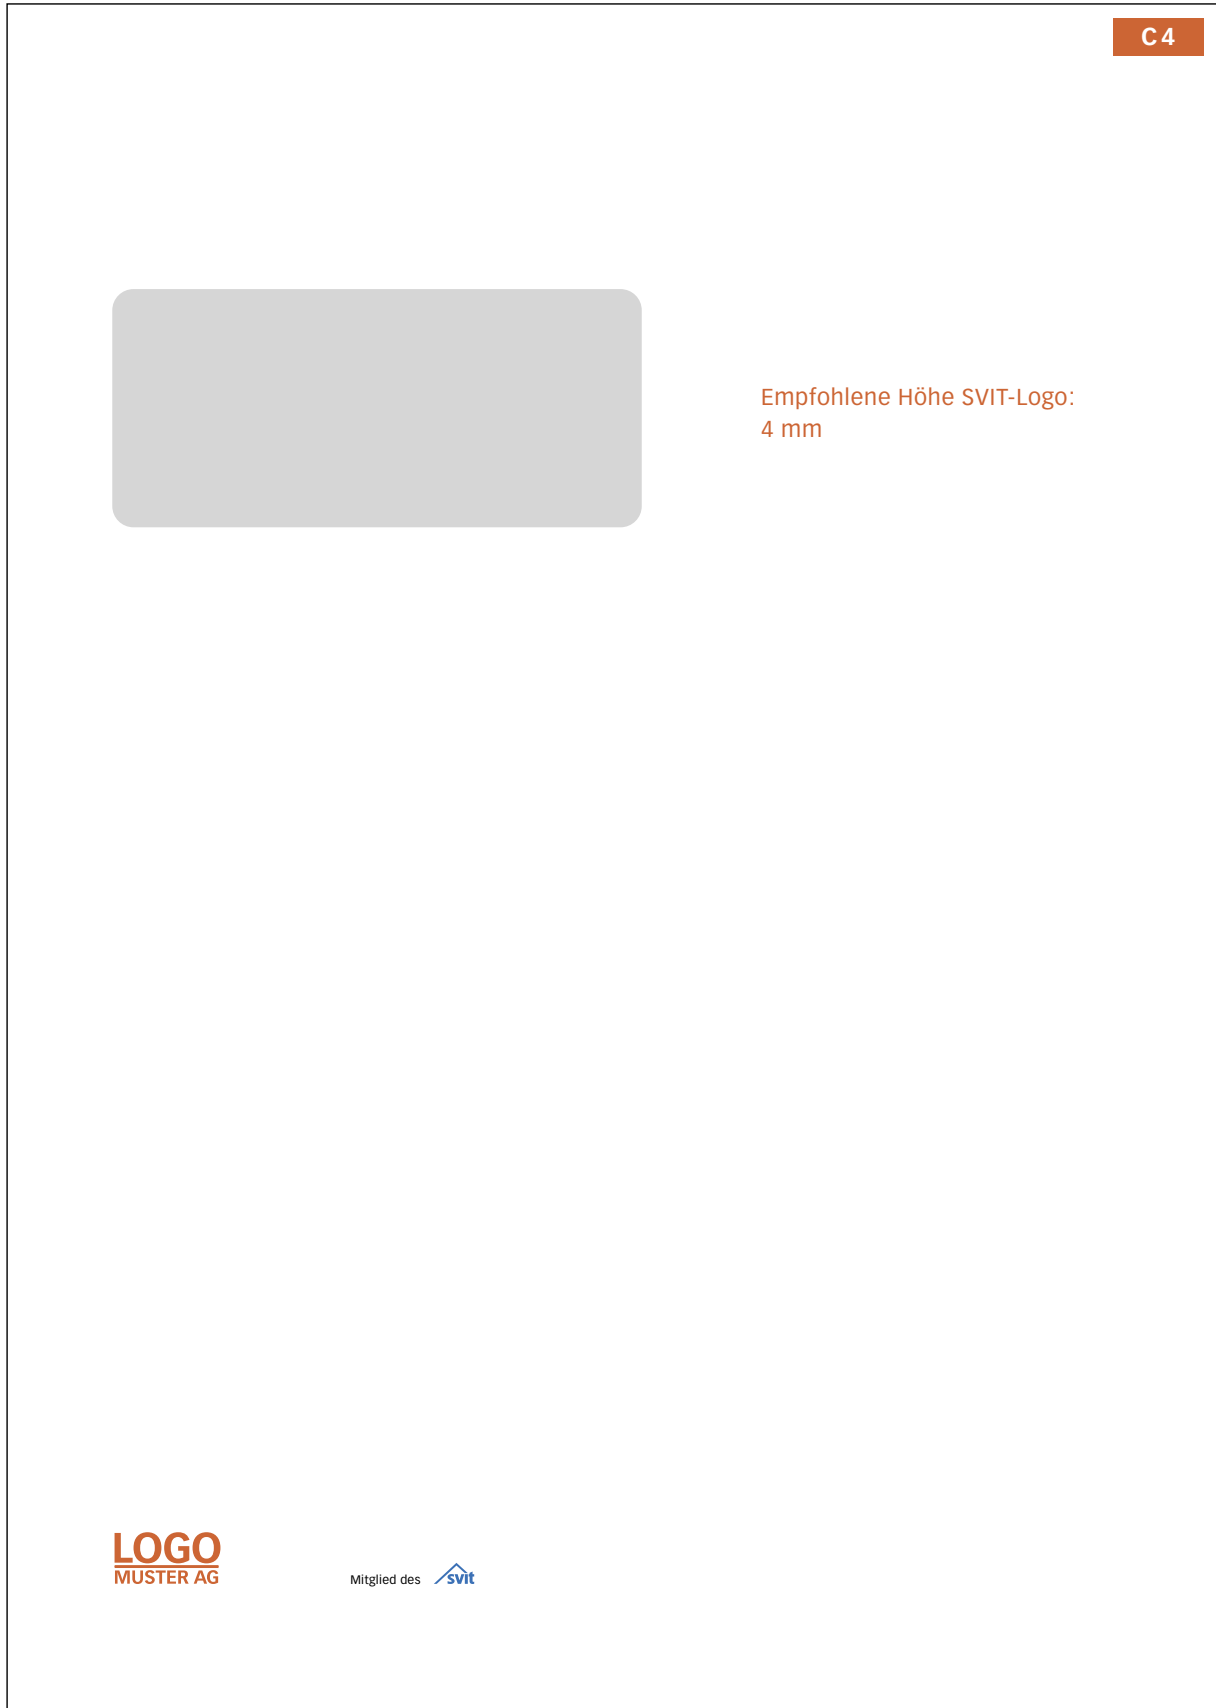 C4
Empfohlene Höhe SVIT-Logo:
4 mm
LOGO
MUSTER AG
Mitglied des svit